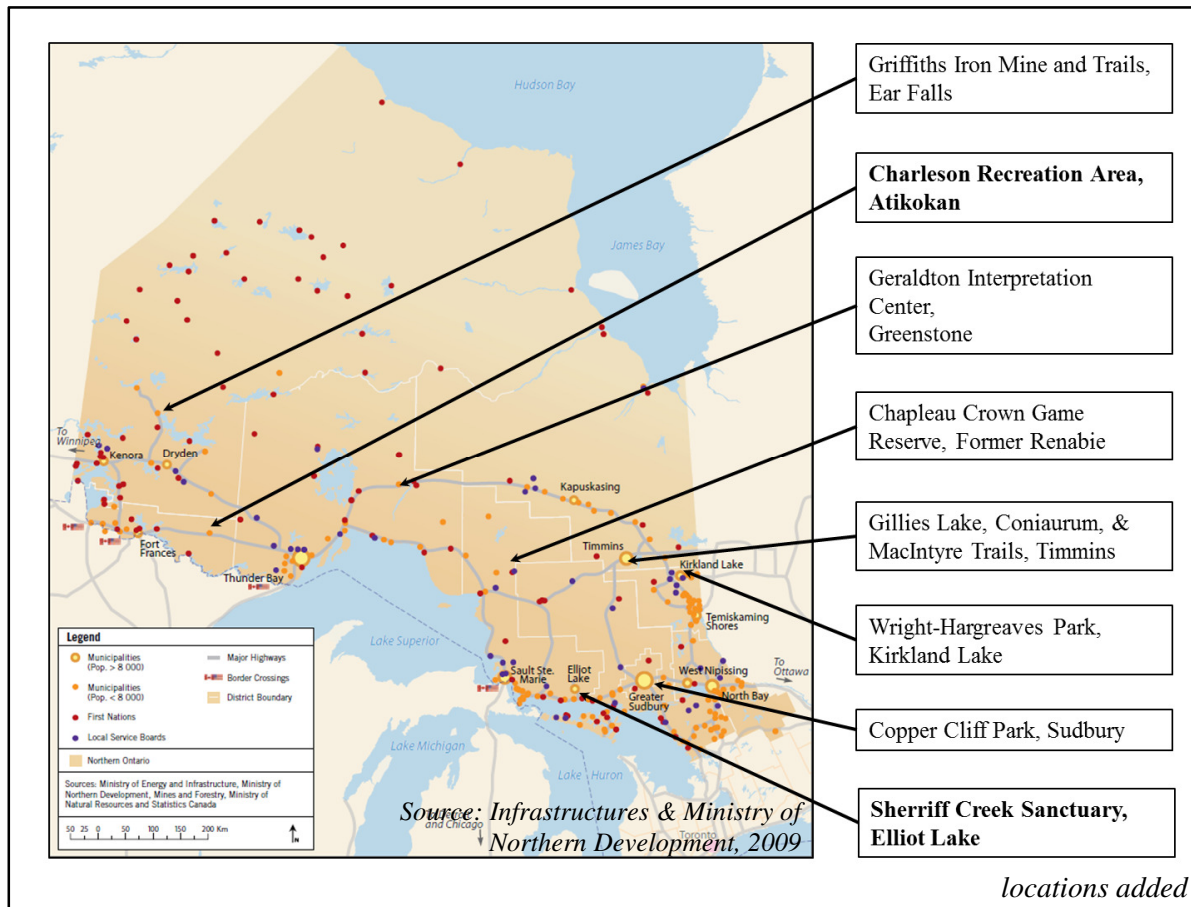 Hudson Bay
James Bay
To
Winnipeg
Kenora
Dryden
Fort
Frances
Thunder Bay
Kapuskasing
Timmins
Kirkland Lake
Temiskaming
Shores
Lake Superior
Sault Ste.
Marie
Elliot
Lake
Greater
Sudbury
West Nipissing
North Bay
To
Ottawa
Lake Michigan
Lake Huron
and Chicago
Toronto
Legend
Municipalities
(Pop. > 8 000)
Municipalities
(Pop. < 8 000)
First Nations
Local Service Boards
Northern Ontario
Major Highways
Border Crossings
District Boundary
Sources: Ministry of Energy and Infrastructure, Ministry of
Northern Development, Mines and Forestry, Ministry of
Natural Resources and Statistics Canada
50 25 0 50 100 150 200 Km
N
Source: Infrastructures & Ministry of
Northern Development, 2009
Griffiths Iron Mine and Trails,
Ear Falls
Charleson Recreation Area,
Atikokan
Geraldton Interpretation
Center,
Greenstone
Chapleau Crown Game
Reserve, Former Renabie
Gillies Lake, Coniaurum, &
MacIntyre Trails, Timmins
Wright-Hargreaves Park,
Kirkland Lake
Copper Cliff Park, Sudbury
Sherriff Creek Sanctuary,
Elliot Lake
locations added